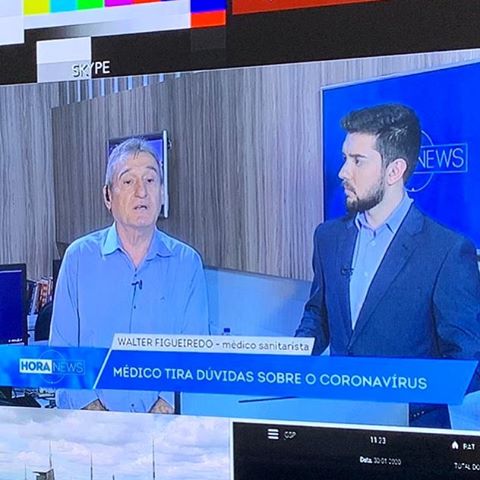 SKYPE
NEWS
WALTER FIGUEIREDO - médico sanitarista
HORA NEWS
MÉDICO TIRA DÚVIDAS SOBRE O CORONAVÍRUS
11:23
Data: 30-01-2020